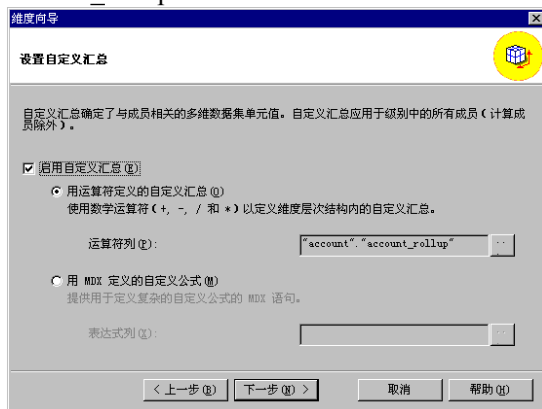 维度向导
设置自定义汇总
自定义汇总确定了与成员相关的多维数据集单元值。自定义汇总应用于级别中的所有成员(计算成
员除外)。
启用自定义汇总(E)
用运算符定义的自定义汇总(O)
使用数学运算符(+, -, / 和 *)以定义维度层次结构内的自定义汇总。
运算符列(P): "account"."account_rollup" ...
用 MDX 定义的自定义公式(M)
提供用于定义复杂的自定义公式的 MDX 语句。
表达式列(X): ...
< 上一步(B) 下一步(N) > 取消 帮助(H)